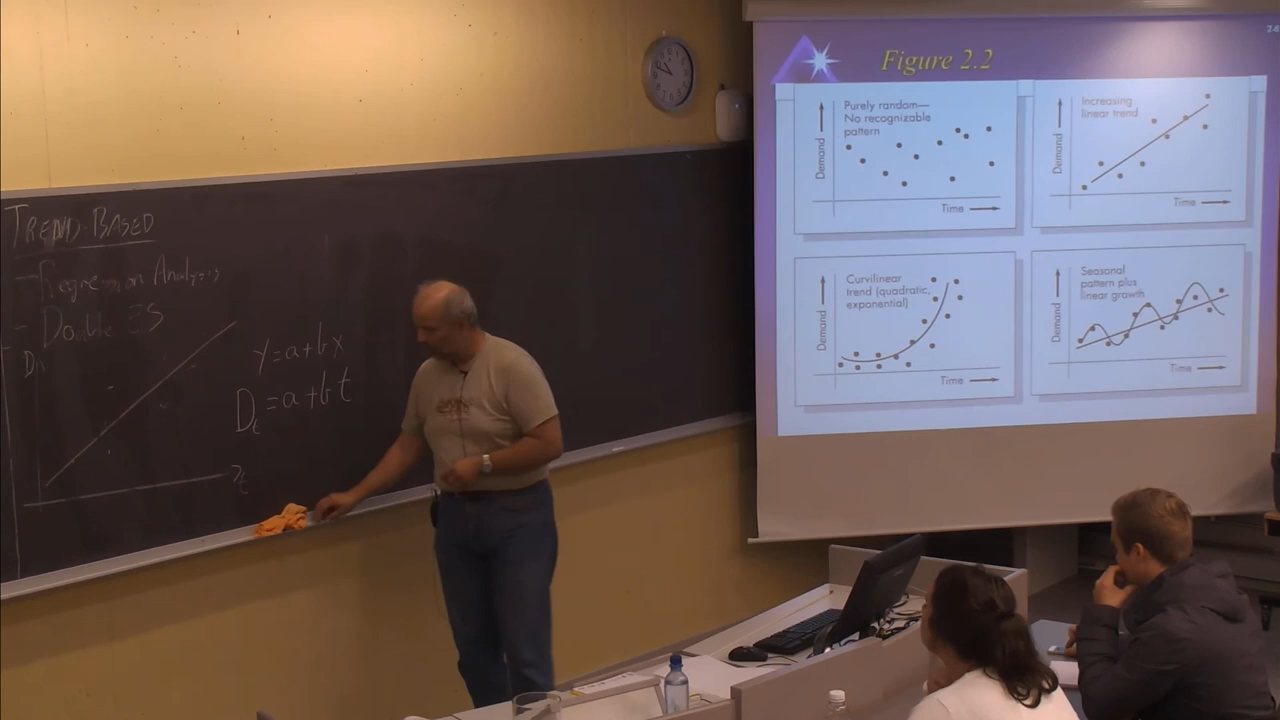 TREND-BASED
- Regression Analysis
- Double ES
D
y=a+bx
Dt=a+bt
t
24
Figure 2.2
Purely random—
No recognizable
pattern
Demand
Time
Increasing
linear trend
Demand
Time
Curvilinear
trend (quadratic,
exponential)
Demand
Time
Seasonal
pattern plus
linear growth
Demand
Time